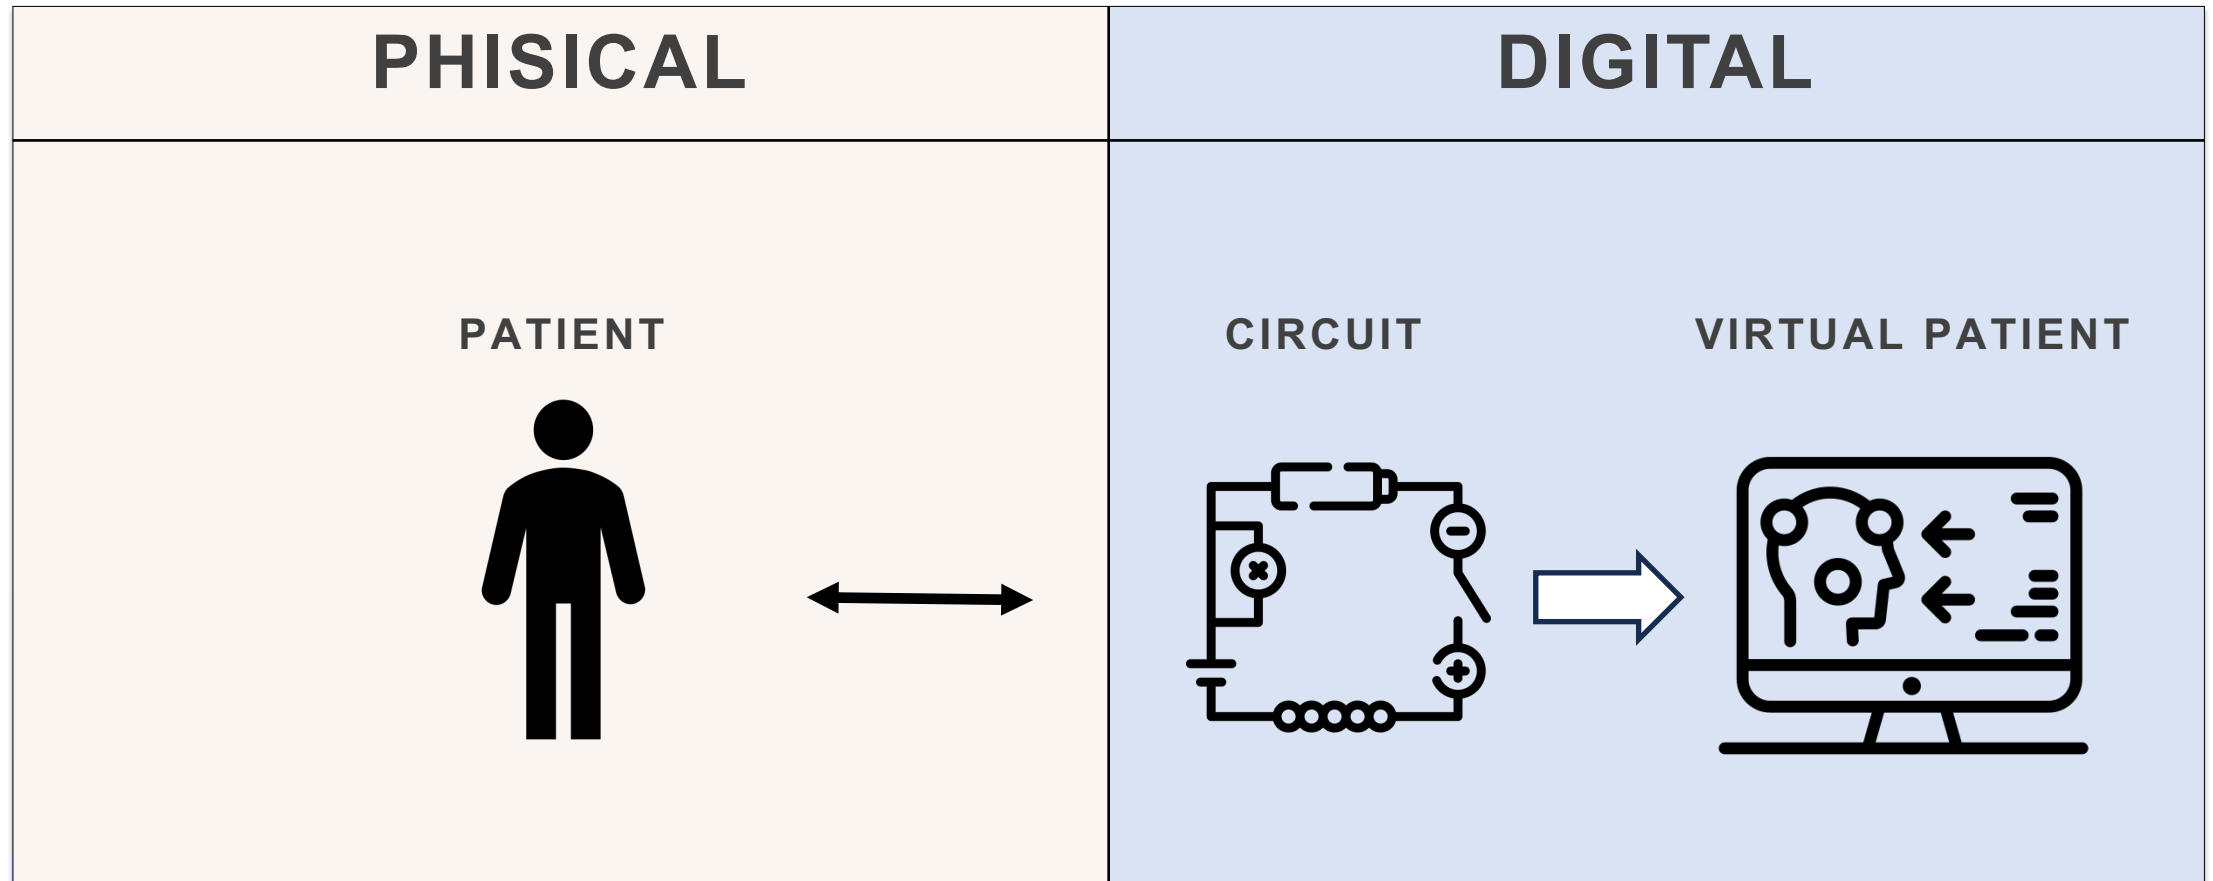 PHISICAL
DIGITAL
PATIENT
CIRCUIT
VIRTUAL PATIENT